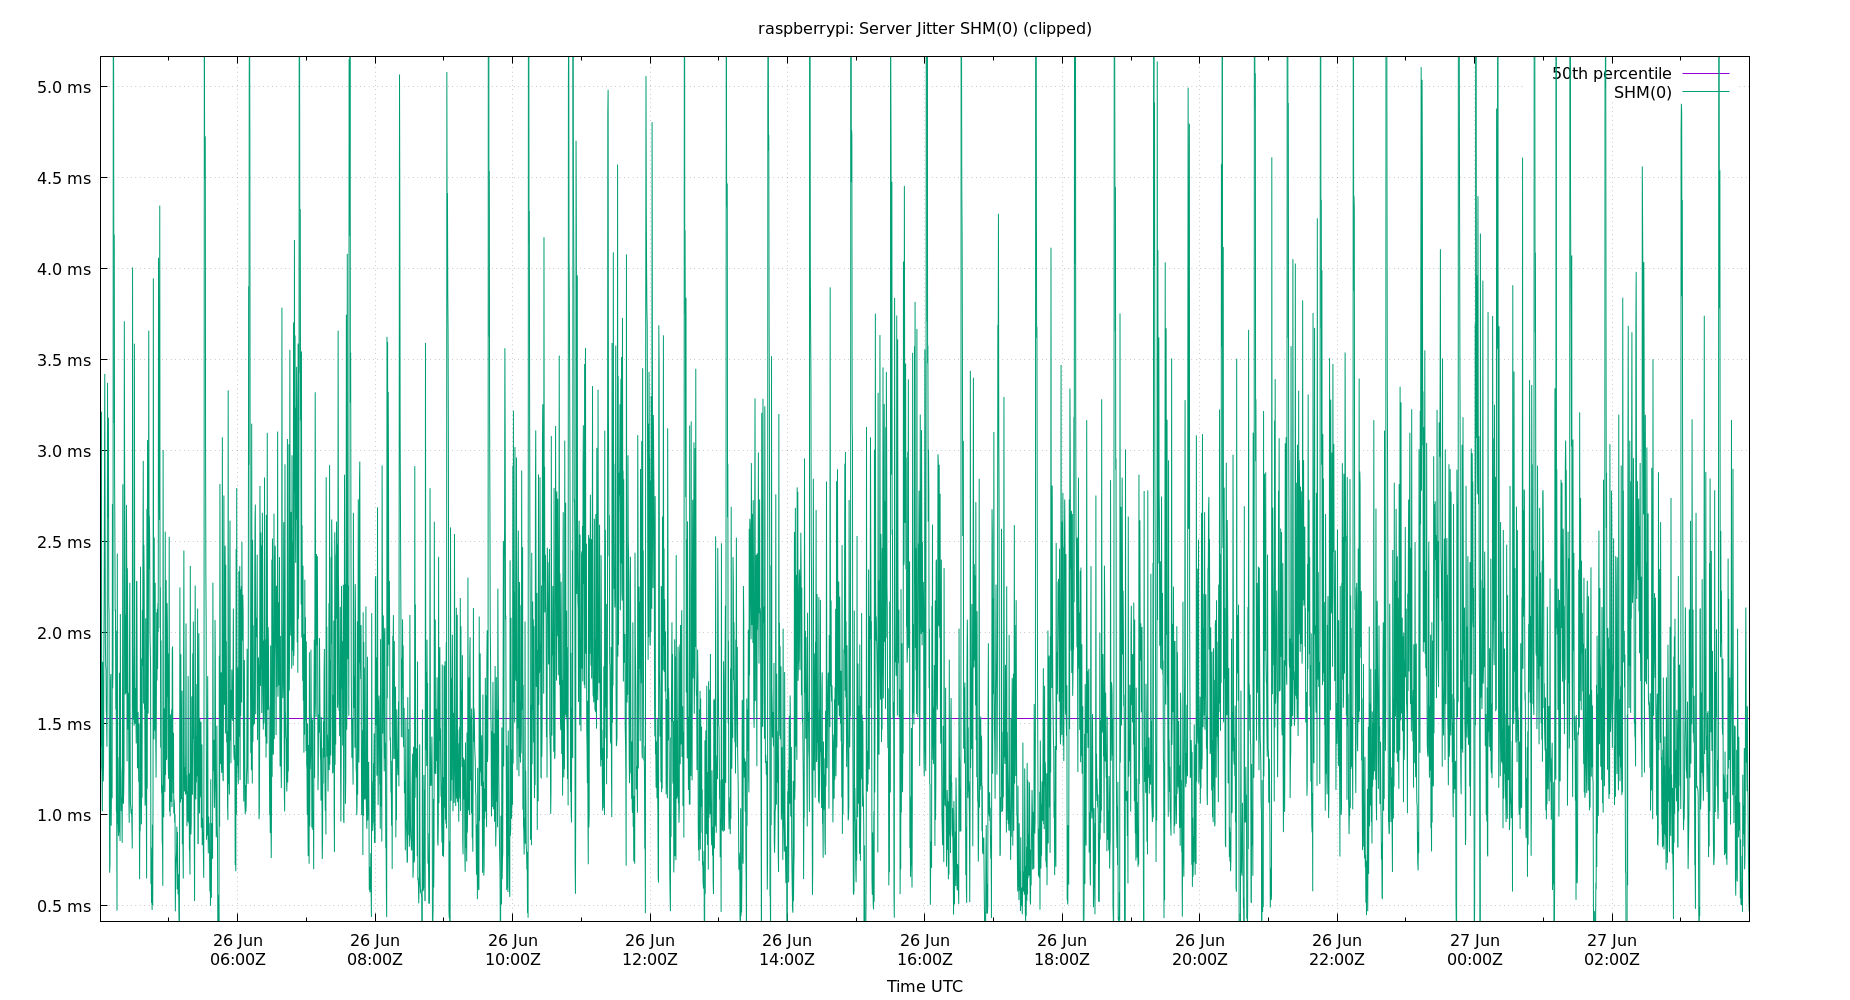 raspberrypi: Server Jitter SHM(0) (clipped)
50th percentile
SHM(0)
5.0 ms
4.5 ms
4.0 ms
3.5 ms
3.0 ms
2.5 ms
2.0 ms
1.5 ms
1.0 ms
0.5 ms
26 Jun 26 Jun 26 Jun 26 Jun 26 Jun 26 Jun 26 Jun 26 Jun 26 Jun 27 Jun 27 Jun
06:00Z 08:00Z 10:00Z 12:00Z 14:00Z 16:00Z 18:00Z 20:00Z 22:00Z 00:00Z 02:00Z
Time UTC